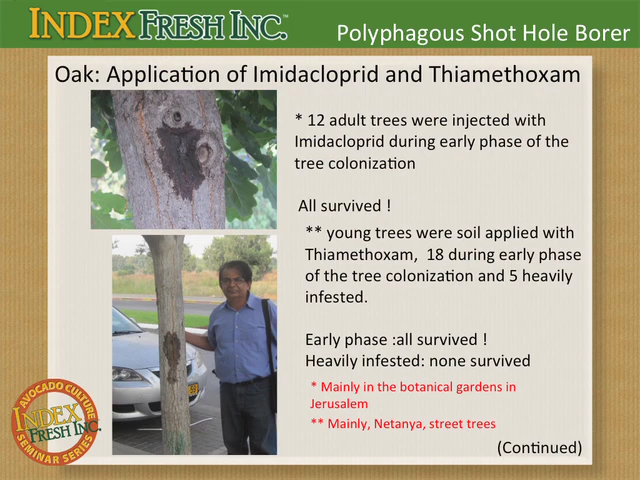 INDEX FRESH INC.™
Polyphagous Shot Hole Borer
Oak: Application of Imidacloprid and Thiamethoxam
* 12 adult trees were injected with
Imidacloprid during early phase of the
tree colonization
All survived !
** young trees were soil applied with
Thiamethoxam, 18 during early phase
of the tree colonization and 5 heavily
infested.
Early phase :all survived !
Heavily infested: none survived
* Mainly in the botanical gardens in
Jerusalem
** Mainly, Netanya, street trees
(Continued)
AVOCADO CULTURE
INDEX
FRESH INC.
SEMINAR SERIES